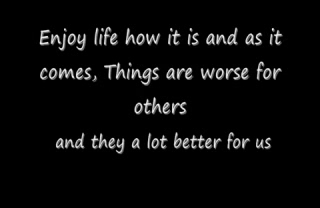 Enjoy life how it is and as it
comes, Things are worse for
others
and they a lot better for us